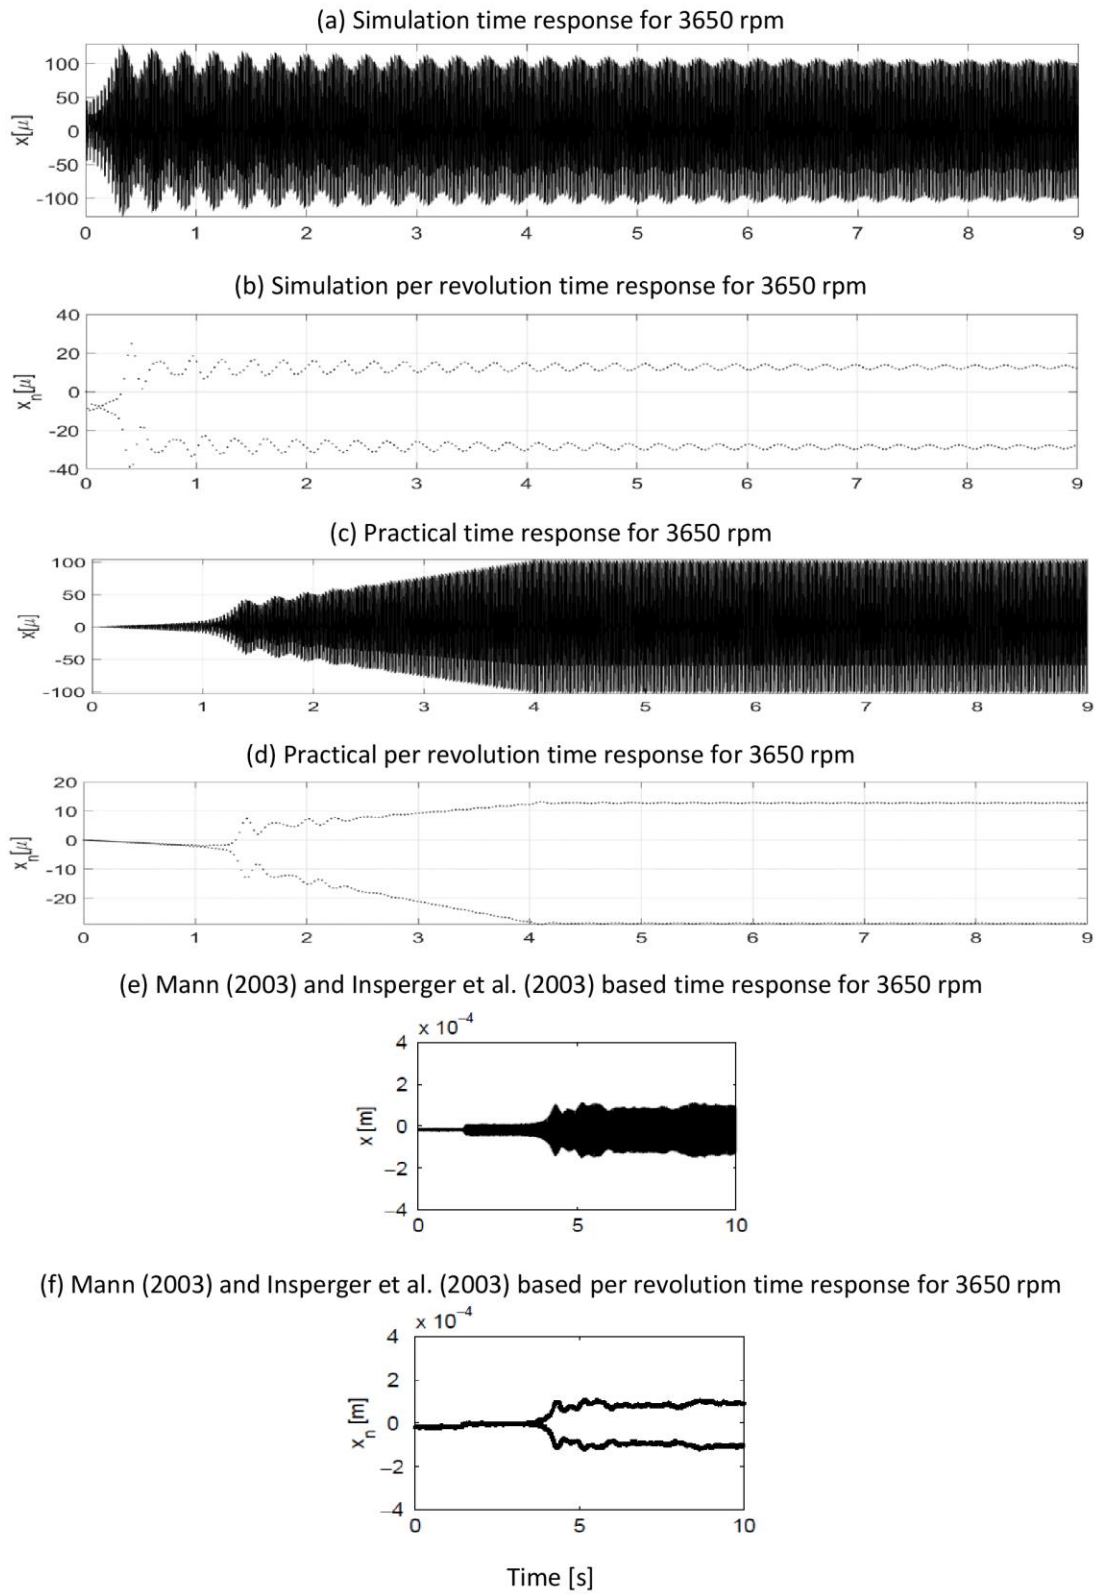 (a) Simulation time response for 3650 rpm
100
50
0
-50
-100
x[μ]
0 1 2 3 4 5 6 7 8 9
(b) Simulation per revolution time response for 3650 rpm
40
20
0
-20
-40
xₙ[μ]
0 1 2 3 4 5 6 7 8 9
(c) Practical time response for 3650 rpm
100
50
0
-50
-100
x[μ]
0 1 2 3 4 5 6 7 8 9
(d) Practical per revolution time response for 3650 rpm
20
10
0
-10
-20
xₙ[μ]
0 1 2 3 4 5 6 7 8 9
(e) Mann (2003) and Insperger et al. (2003) based time response for 3650 rpm
x 10⁻⁴
4
2
0
−2
−4
x [m]
0 5 10
(f) Mann (2003) and Insperger et al. (2003) based per revolution time response for 3650 rpm
x 10⁻⁴
4
2
0
−2
−4
xₙ [m]
0 5 10
Time [s]